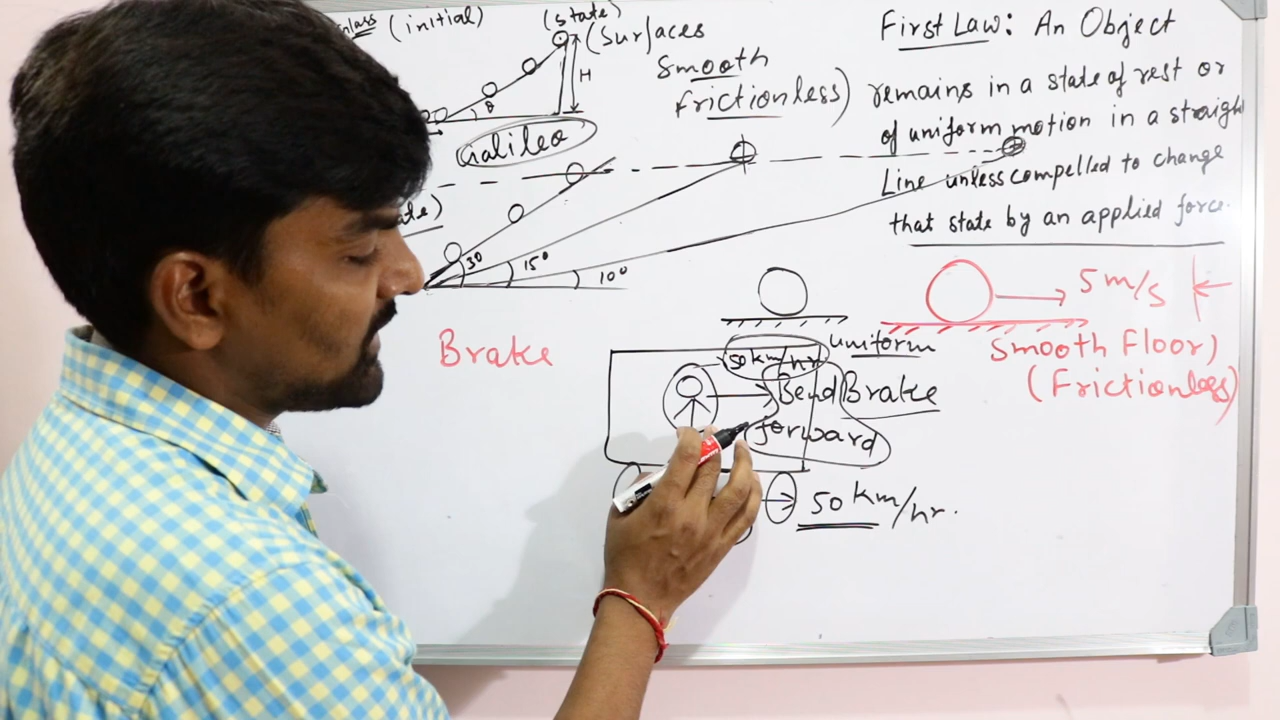 (initial)
(state)
(Surfaces
H
θ
Galileo
Smooth
frictionless)
30
15°
10°
First Law: An Object
remains in a state of rest or
of uniform motion in a straight
Line unless compelled to change
that state by an applied force.
5 m/s
Smooth Floor)
(Frictionless)
Brake
uniform
50 km/hr
Bend Brake
forward
50 km/hr.